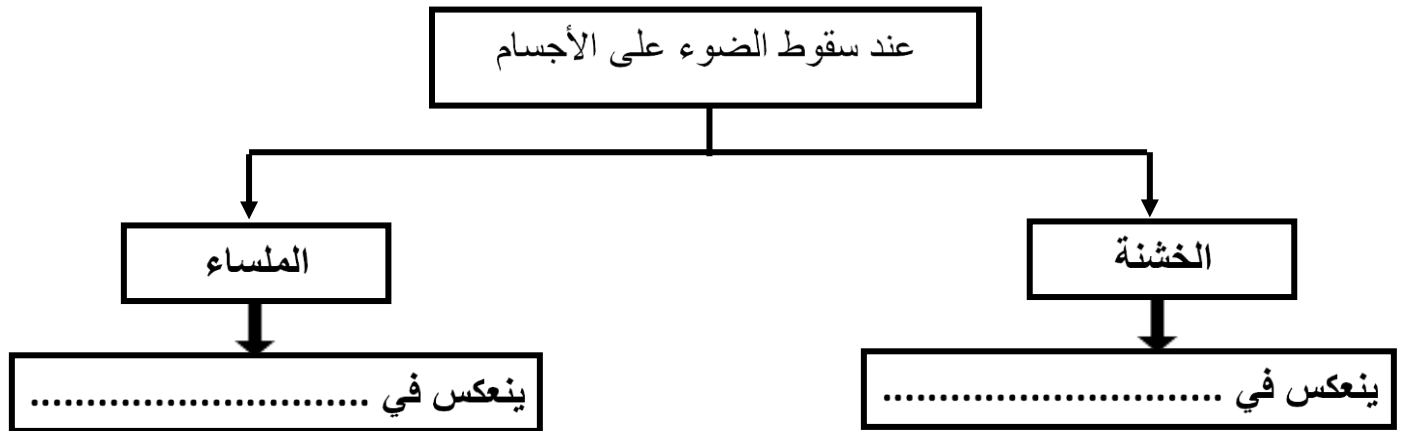 عند سقوط الضوء على الأجسام
الخشنة
الملساء
ينعكس في ..............................
ينعكس في ..............................